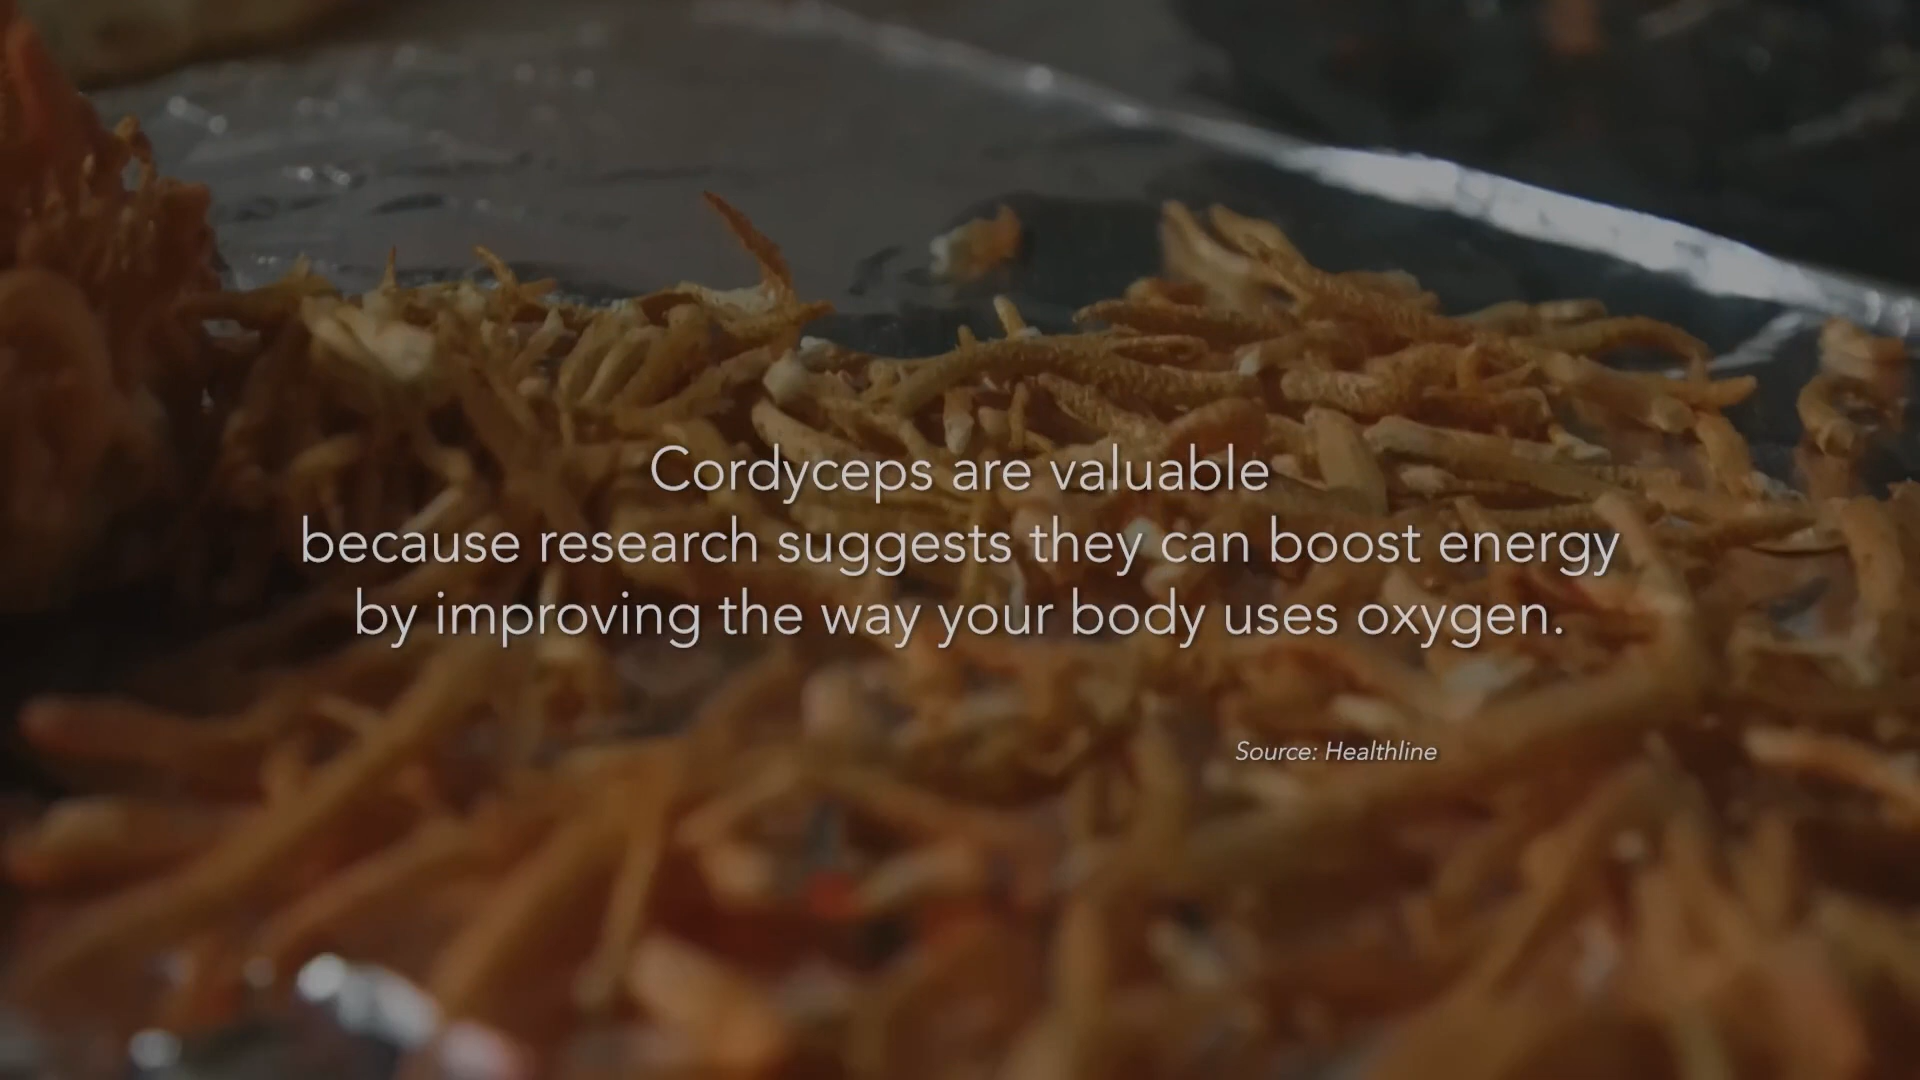 Cordyceps are valuable
because research suggests they can boost energy
by improving the way your body uses oxygen.
Source: Healthline